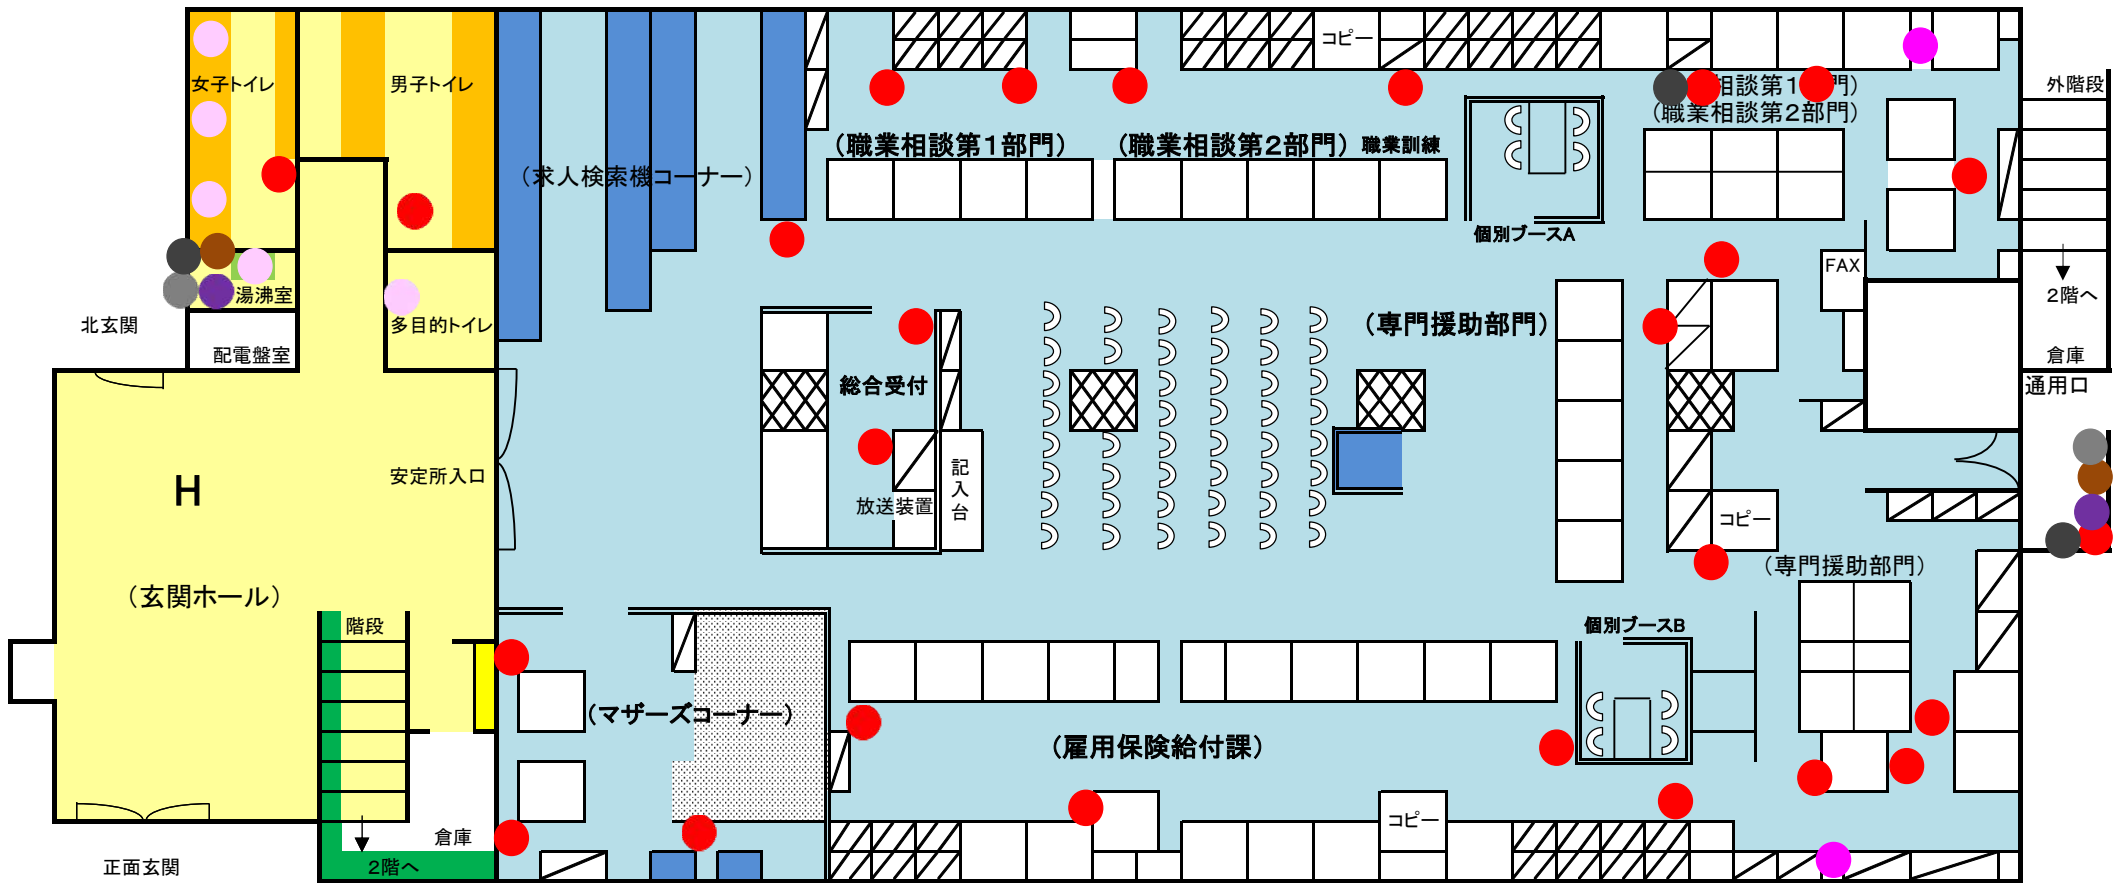 コピー
女子トイレ
男子トイレ
相談第１
門）
外階段
（職業相談第２部門）
（職業相談第１部門）
（職業相談第２部門）
職業訓練
（求人検索機コーナー）
個別ブースA
FAX
湯沸室
2階へ
北玄関
多目的トイレ
（専門援助部門）
配電盤室
倉庫
総合受付
通用口
安定所入口
記入台
H
放送装置
コピー
（専門援助部門）
（玄関ホール）
階段
個別ブースB
（マザーズコーナー）
（雇用保険給付課）
コピー
倉庫
正面玄関
2階へ